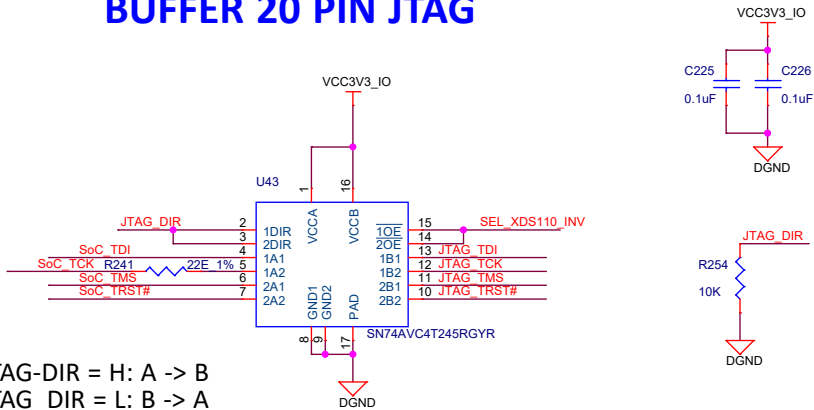 BUFFER 20 PIN JTAG
VCC3V3_IO
C225
C226
0.1uF
0.1uF
DGND
VCC3V3_IO
U43
1
16
VCCA
VCCB
JTAG_DIR
2
1DIR
3
2DIR
SoC_TDI
4
1A1
SoC_TCK
R241
22E_1%
5
1A2
SoC_TMS
6
2A1
SoC_TRST#
7
2A2
1OE
15
SEL_XDS110_INV
2OE
14
1B1
13
JTAG_TDI
1B2
12
JTAG_TCK
2B1
11
JTAG_TMS
2B2
10
JTAG_TRST#
GND1
GND2
PAD
8
9
17
SN74AVC4T245RGYR
DGND
JTAG_DIR
R254
10K
DGND
TAG-DIR = H: A -> B
TAG_DIR = L: B -> A